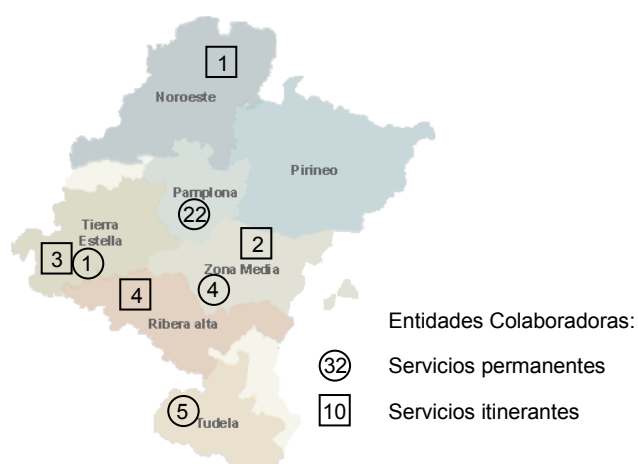 1
Noroeste
Pirineo
Pamplona
22
Tierra
Estella
3
1
2
Zona Media
4
4
Ribera alta
5
Tudela
Entidades Colaboradoras:
32 Servicios permanentes
10 Servicios itinerantes